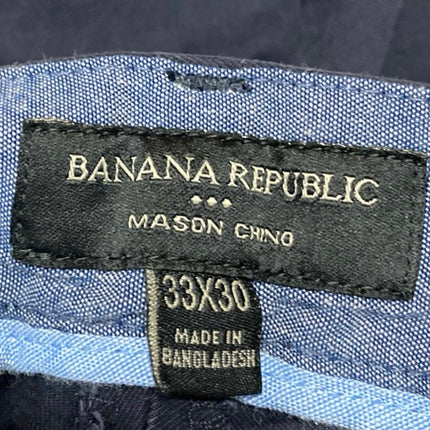 BANANA REPUBLIC
•••
MASON CHINO
33X30
MADE IN
BANGLADESH